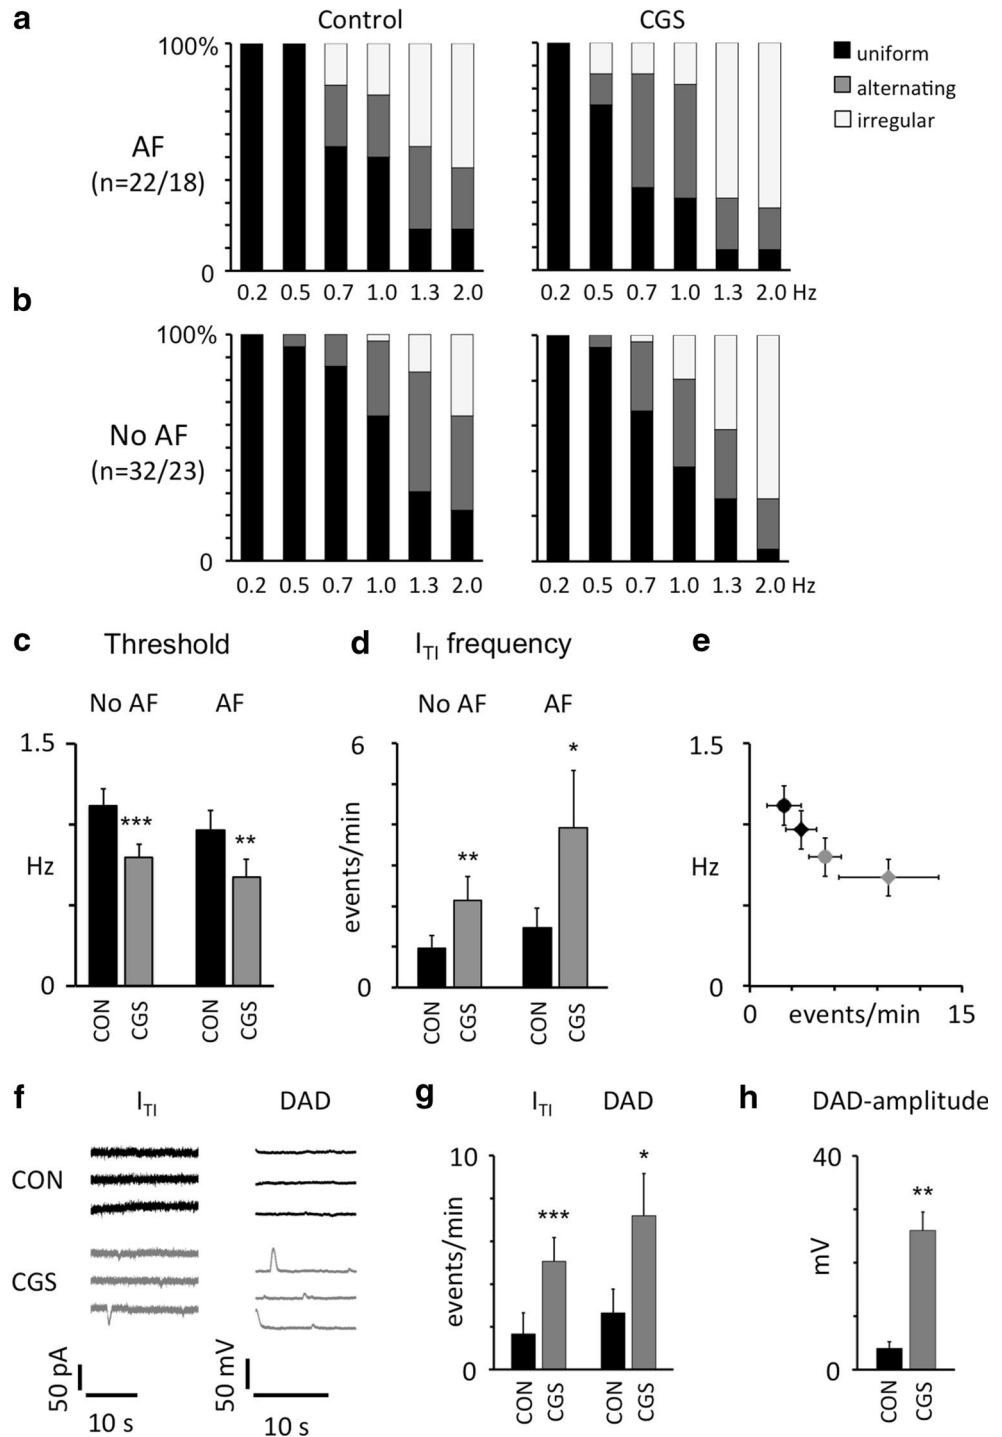 a
Control
CGS
100%
uniform
alternating
irregular
AF
(n=22/18)
0
0.2 0.5 0.7 1.0 1.3 2.0
0.2 0.5 0.7 1.0 1.3 2.0 Hz
b
100%
No AF
(n=32/23)
0
0.2 0.5 0.7 1.0 1.3 2.0
0.2 0.5 0.7 1.0 1.3 2.0 Hz
c
Threshold
No AF AF
1.5
***
**
Hz
0
CON CGS CON CGS
d
I_TI frequency
No AF AF
6
*
**
events/min
0
CON CGS CON CGS
e
1.5
Hz
0
0 events/min 15
f
I_TI DAD
CON
CGS
50 pA
10 s
50 mV
10 s
g
I_TI DAD
10
*
***
events/min
0
CON CGS CON CGS
h
DAD-amplitude
40
**
mV
0
CON CGS